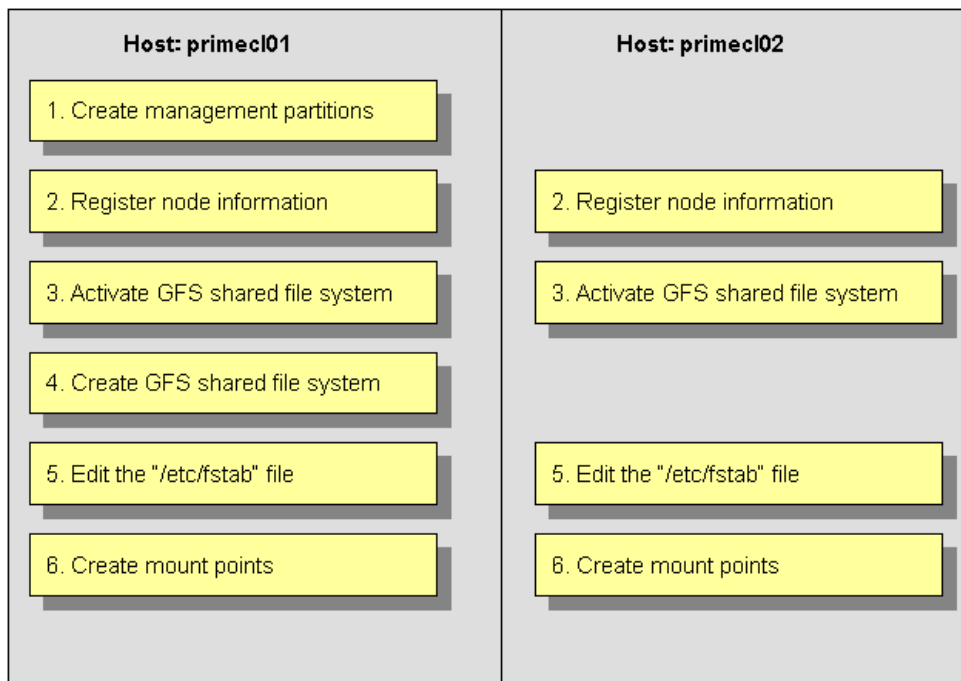 Host: primecl01
1. Create management partitions
2. Register node information
3. Activate GFS shared file system
4. Create GFS shared file system
5. Edit the "/etc/fstab" file
6. Create mount points
Host: primecl02
2. Register node information
3. Activate GFS shared file system
5. Edit the "/etc/fstab" file
6. Create mount points